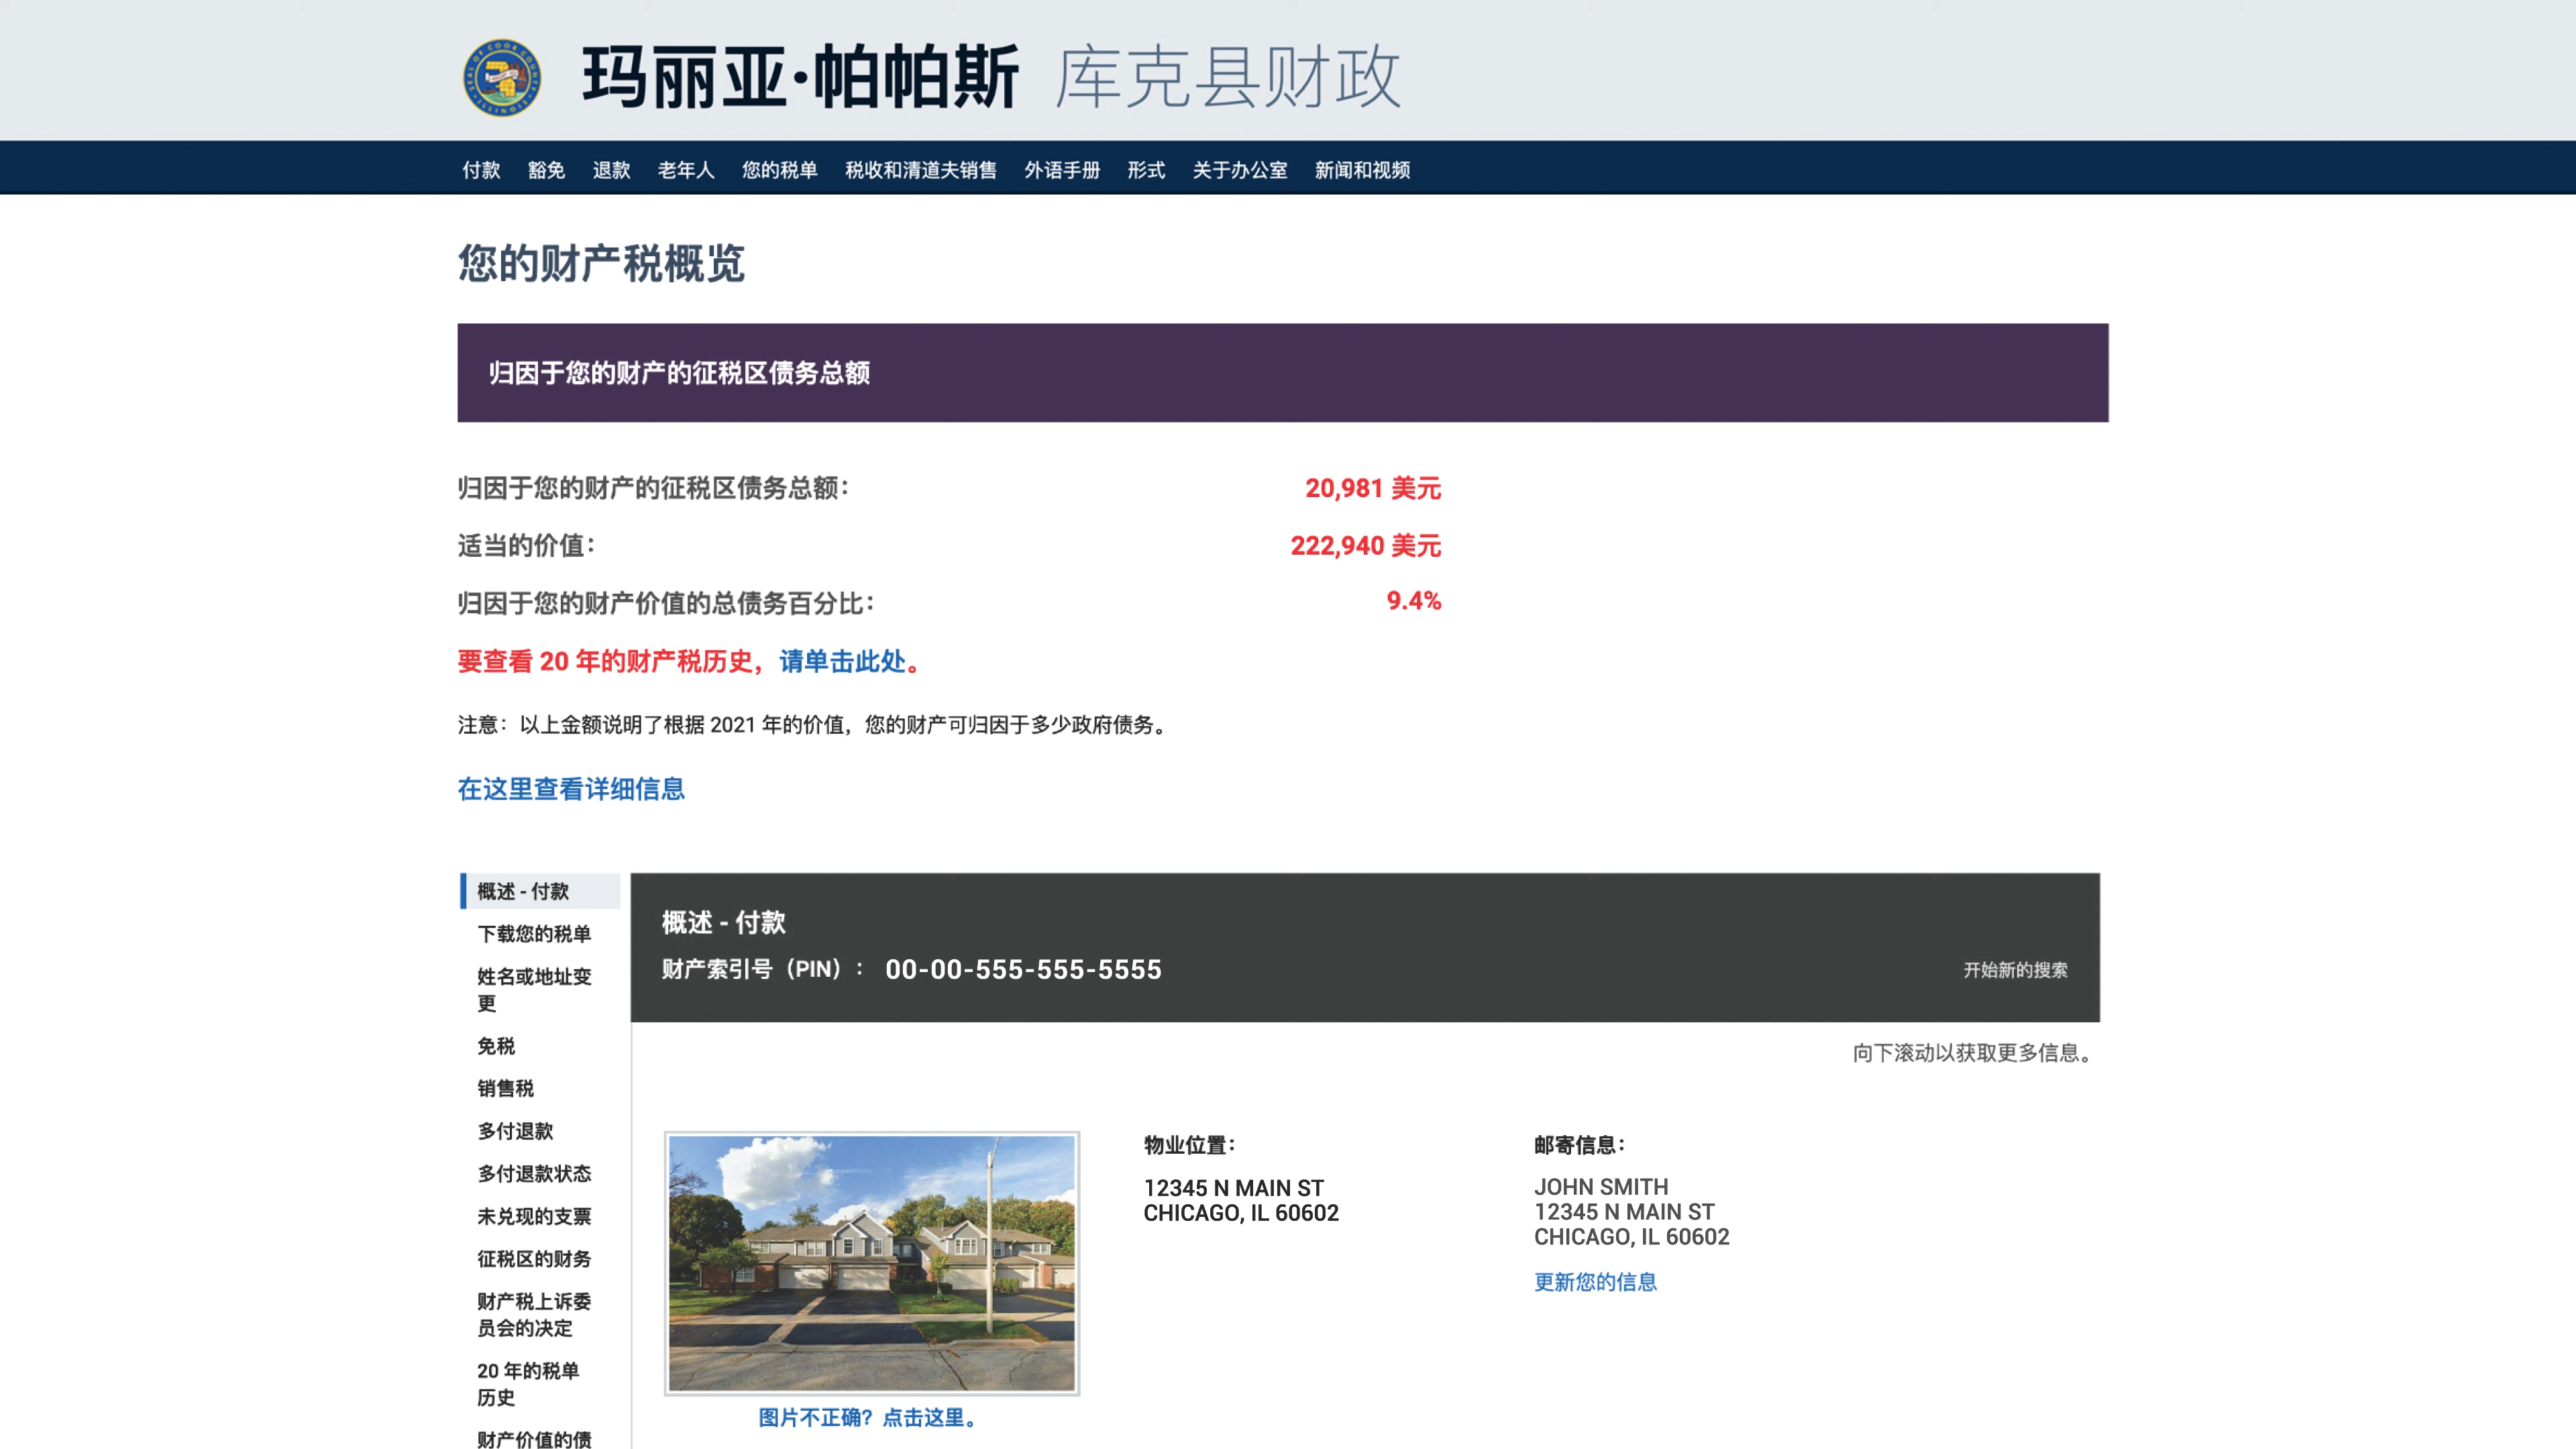 玛丽亚·帕帕斯 库克县财政
付款 豁免 退款 老年人 您的税单 税收和清道夫销售 外语手册 形式 关于办公室 新闻和视频
您的财产税概览
归因于您的财产的征税区债务总额
归因于您的财产的征税区债务总额： 20,981 美元
适当的价值： 222,940 美元
归因于您的财产价值的总债务百分比： 9.4%
要查看 20 年的财产税历史，请单击此处。
注意：以上金额说明了根据 2021 年的价值，您的财产可归因于多少政府债务。
在这里查看详细信息
概述 - 付款
下载您的税单
姓名或地址变
更
免税
销售税
多付退款
多付退款状态
未兑现的支票
征税区的财务
财产税上诉委
员会的决定
20 年的税单
历史
财产价值的债
概述 - 付款
财产索引号（PIN）： 00-00-555-555-5555
开始新的搜索
向下滚动以获取更多信息。
图片不正确？点击这里。
物业位置：
12345 N MAIN ST
CHICAGO, IL 60602
邮寄信息：
JOHN SMITH
12345 N MAIN ST
CHICAGO, IL 60602
更新您的信息